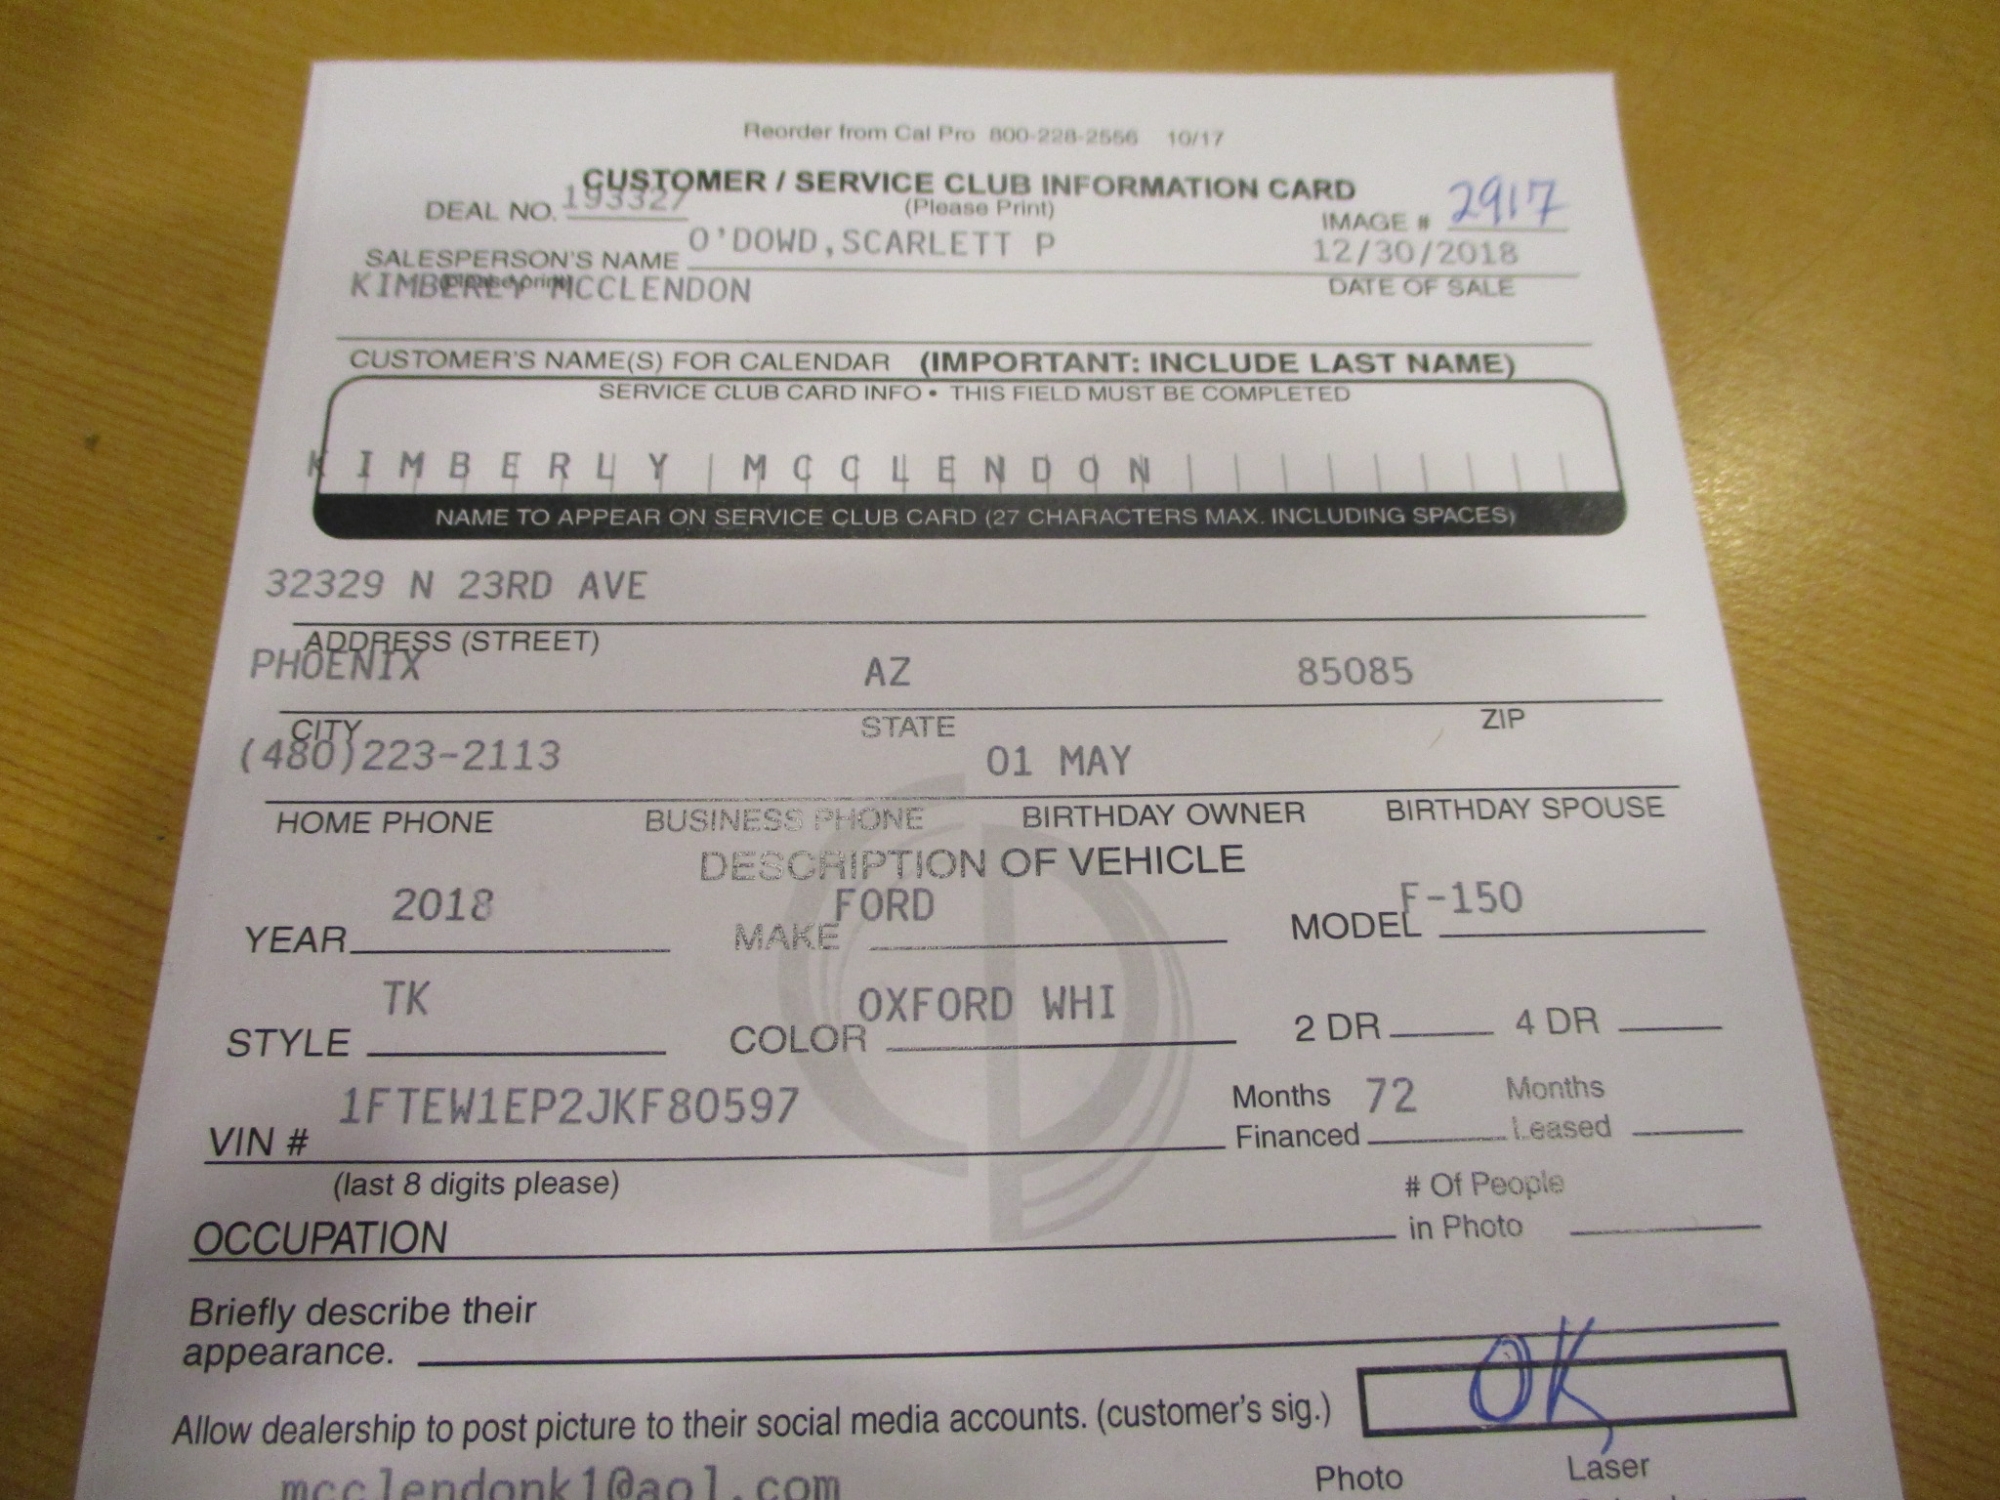 Reorder from Cal Pro 800-228-2556 10/17
CUSTOMER / SERVICE CLUB INFORMATION CARD
(Please Print)
DEAL NO. 193327
IMAGE # 2917
SALESPERSON'S NAME O'DOWD,SCARLETT P
(please print)
12/30/2018
DATE OF SALE
KIMBERLY MCCLENDON
CUSTOMER'S NAME(S) FOR CALENDAR (IMPORTANT: INCLUDE LAST NAME)
SERVICE CLUB CARD INFO • THIS FIELD MUST BE COMPLETED
KIMBERLY MCCLENDON
NAME TO APPEAR ON SERVICE CLUB CARD (27 CHARACTERS MAX. INCLUDING SPACES)
32329 N 23RD AVE
ADDRESS (STREET)
PHOENIX AZ 85085
CITY STATE ZIP
(480)223-2113 01 MAY
HOME PHONE BUSINESS PHONE BIRTHDAY OWNER BIRTHDAY SPOUSE
DESCRIPTION OF VEHICLE
YEAR 2018 MAKE FORD MODEL F-150
STYLE TK COLOR OXFORD WHI 2 DR 4 DR
VIN # 1FTEW1EP2JKF80597 Months Financed 72 Months Leased
(last 8 digits please)
# Of People
in Photo
OCCUPATION
Briefly describe their
appearance.
Allow dealership to post picture to their social media accounts. (customer's sig.) OK
mcclendonk1@aol.com
Photo Laser